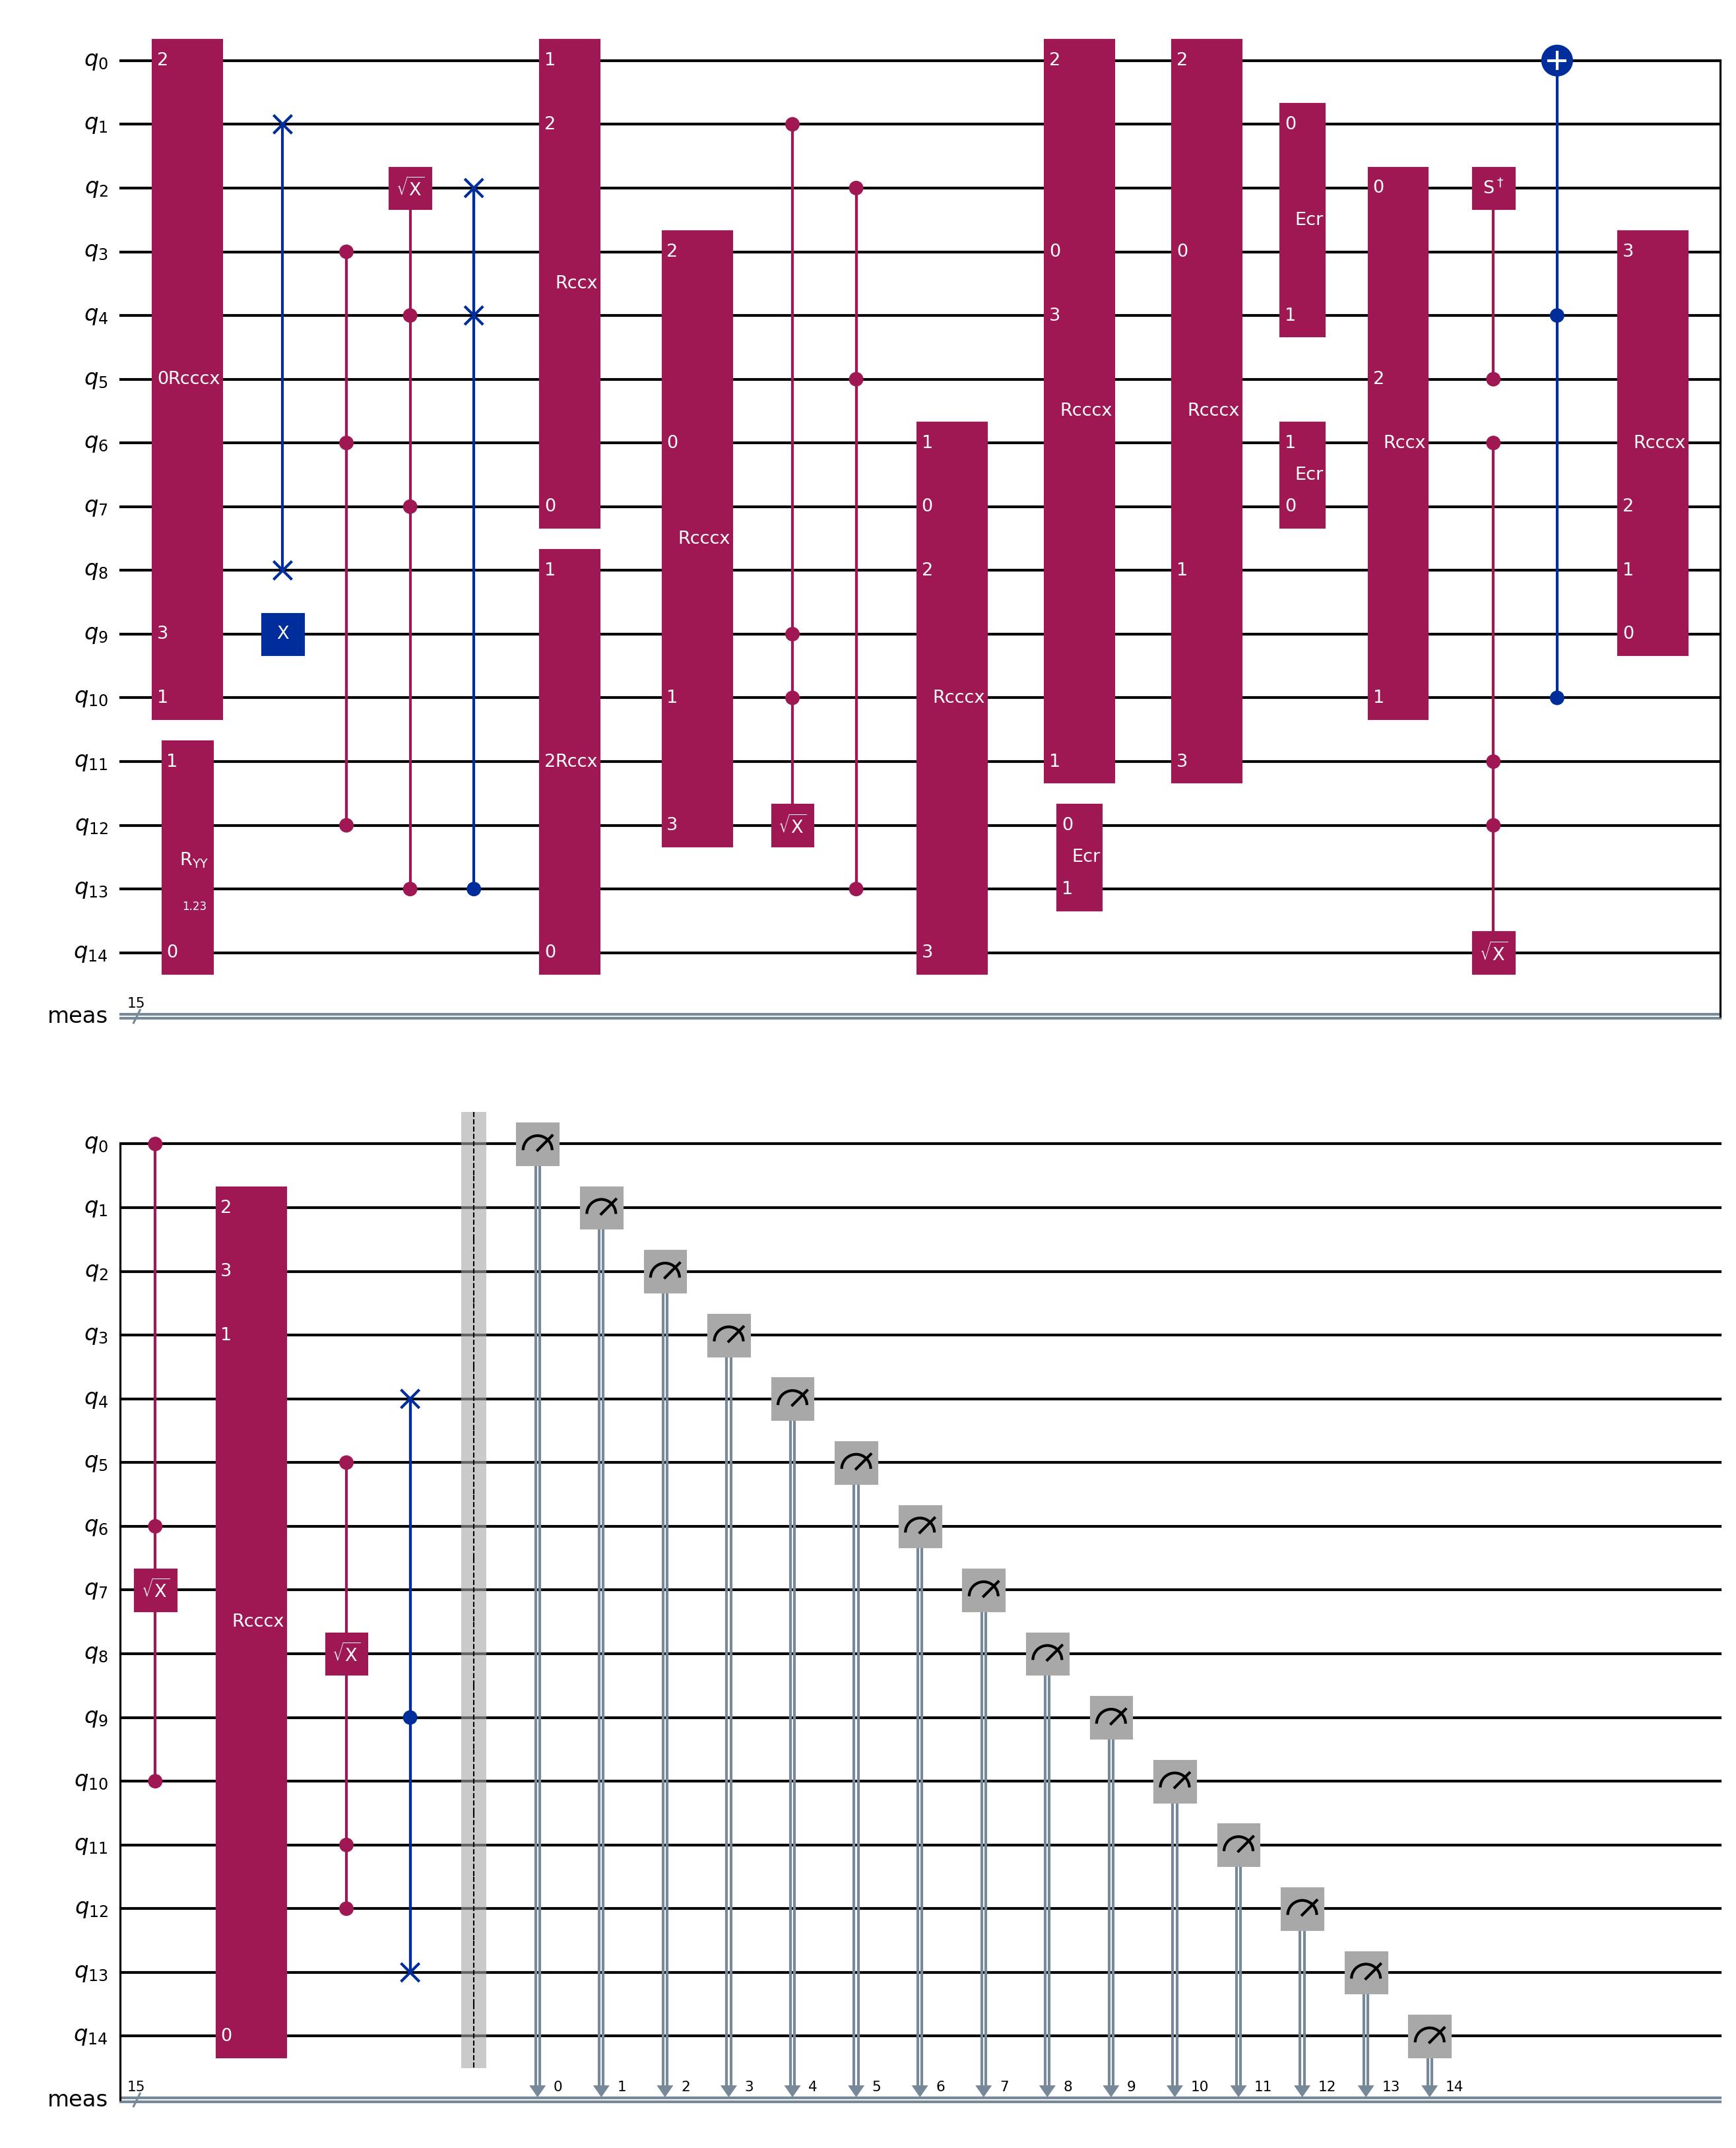 q0 2 1 2 2
q1 2 0
q2 √X 0 S†
Ecr
q3 2 0 0 3
Rccx
q4 3 1
q5 0Rcccx 2
Rcccx Rcccx
q6 0 1 1 Rccx Rcccx
Ecr
q7 0 0 0 2
Rcccx
q8 1 2 1 1
q9 3 X 0
q10 1 1 Rcccx 1
q11 1 2Rccx 1 3
q12 3 √X 0
RYY Ecr
q13 1
1.23
q14 0 0 3 √X
15
meas
q0
q1 2
q2 3
q3 1
q4
q5
q6
q7 √X
Rcccx
q8 √X
q9
q10
q11
q12
q13
q14 0
15 0 1 2 3 4 5 6 7 8 9 10 11 12 13 14
meas